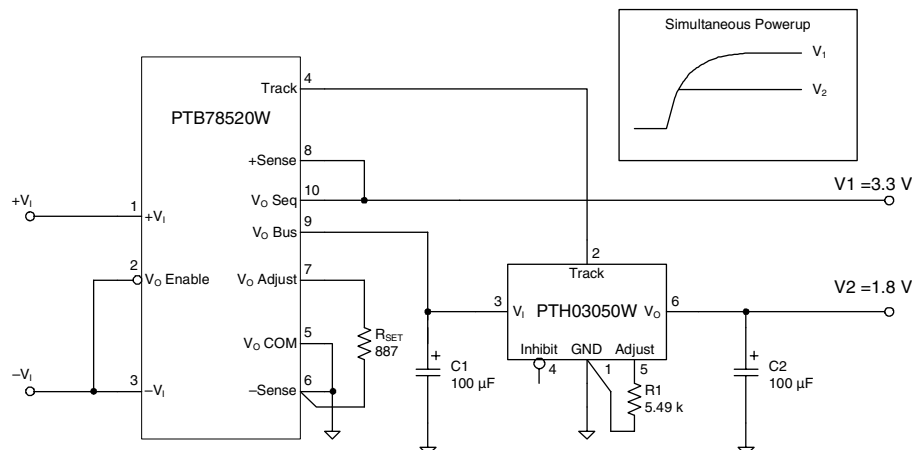 Simultaneous Powerup
V1
V2
PTB78520W
Track
4
+Sense
8
VO Seq
10
VO Bus
9
+VI
1
+VI
2
VO Enable
VO Adjust
7
VO COM
5
–Sense
6
–VI
3
–VI
RSET
887
V1 =3.3 V
2
Track
3
VI
PTH03050W
VO
6
V2 =1.8 V
Inhibit
GND
Adjust
4
1
5
+
C1
100 µF
R1
5.49 k
+
C2
100 µF